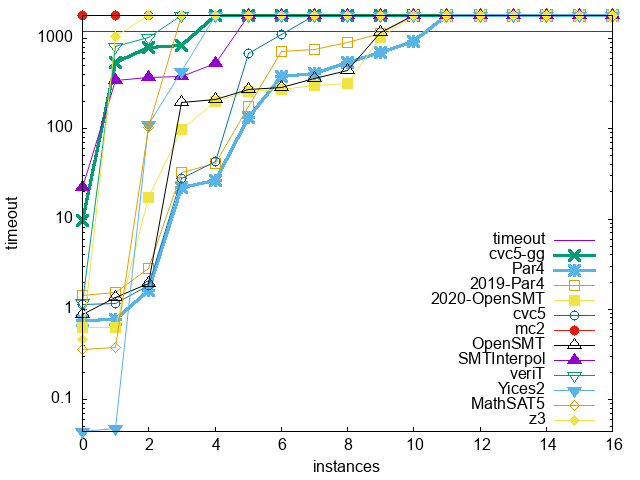 1000
100
10
1
0.1
timeout
timeout
cvc5-gg
Par4
2019-Par4
2020-OpenSMT
cvc5
mc2
OpenSMT
SMTInterpol
veriT
Yices2
MathSAT5
z3
0 2 4 6 8 10 12 14 16
instances